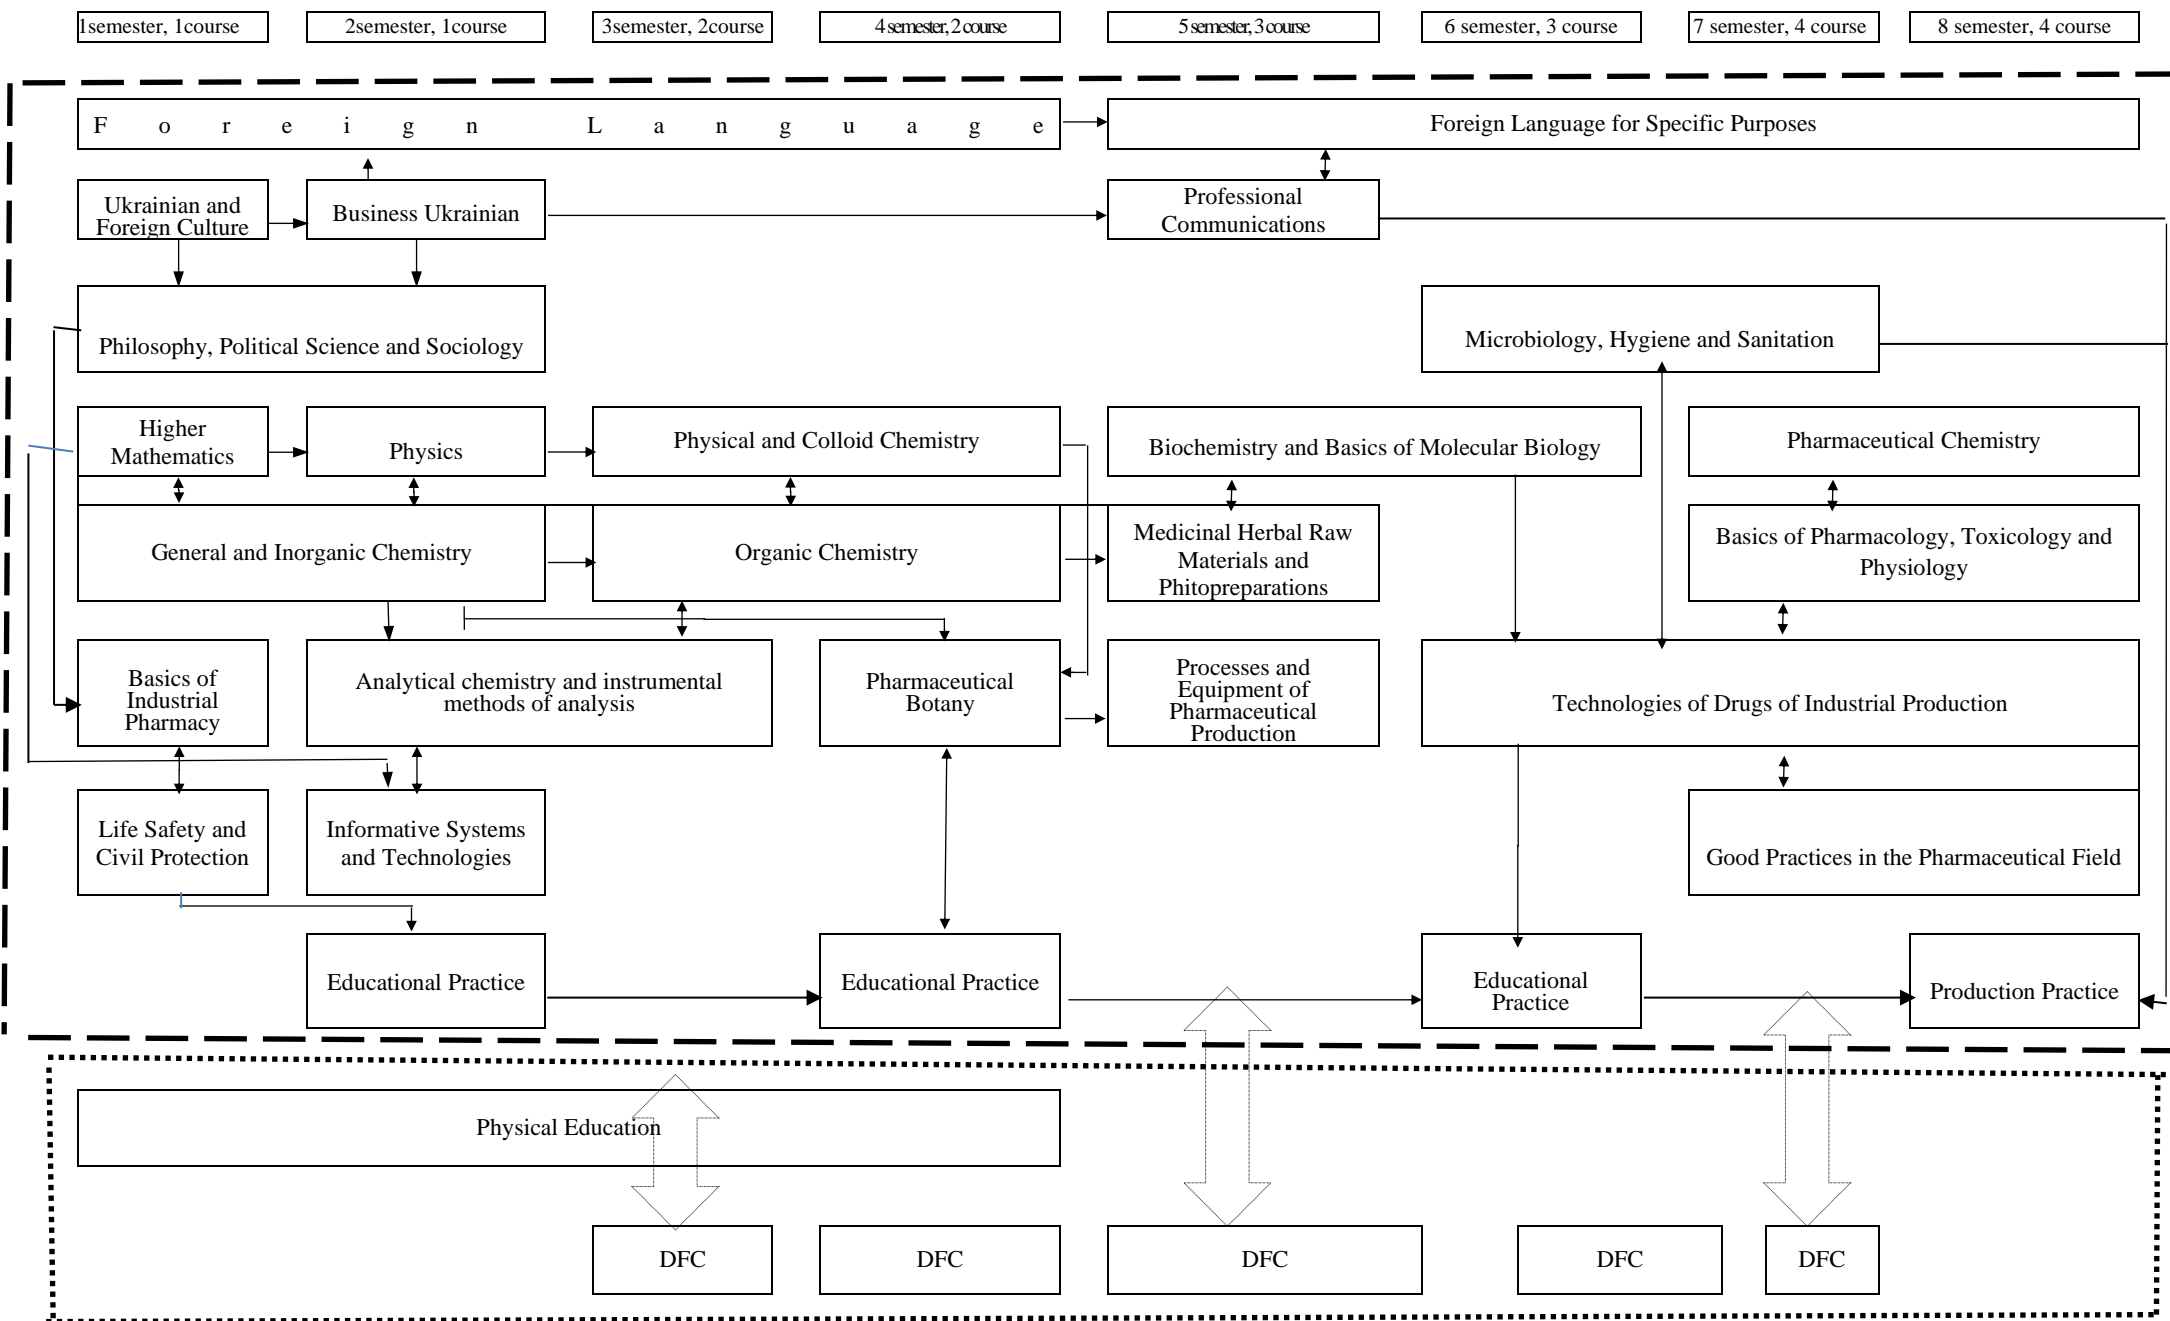 1semester, 1course
2semester, 1course
3semester, 2course
4semester, 2course
5semester, 3course
6 semester, 3 course
7 semester, 4 course
8 semester, 4 course
F o r e i g n L a n g u a g e
Foreign Language for Specific Purposes
Ukrainian and
Foreign Culture
Business Ukrainian
Professional
Communications
Philosophy, Political Science and Sociology
Microbiology, Hygiene and Sanitation
Higher
Mathematics
Physics
Physical and Colloid Chemistry
Biochemistry and Basics of Molecular Biology
Pharmaceutical Chemistry
General and Inorganic Chemistry
Organic Chemistry
Medicinal Herbal Raw
Materials and
Phitopreparations
Basics of Pharmacology, Toxicology and
Physiology
Basics of
Industrial
Pharmacy
Analytical chemistry and instrumental
methods of analysis
Pharmaceutical
Botany
Processes and
Equipment of
Pharmaceutical
Production
Technologies of Drugs of Industrial Production
Life Safety and
Civil Protection
Informative Systems
and Technologies
Good Practices in the Pharmaceutical Field
Educational Practice
Educational Practice
Educational
Practice
Production Practice
Physical Education
DFC
DFC
DFC
DFC
DFC